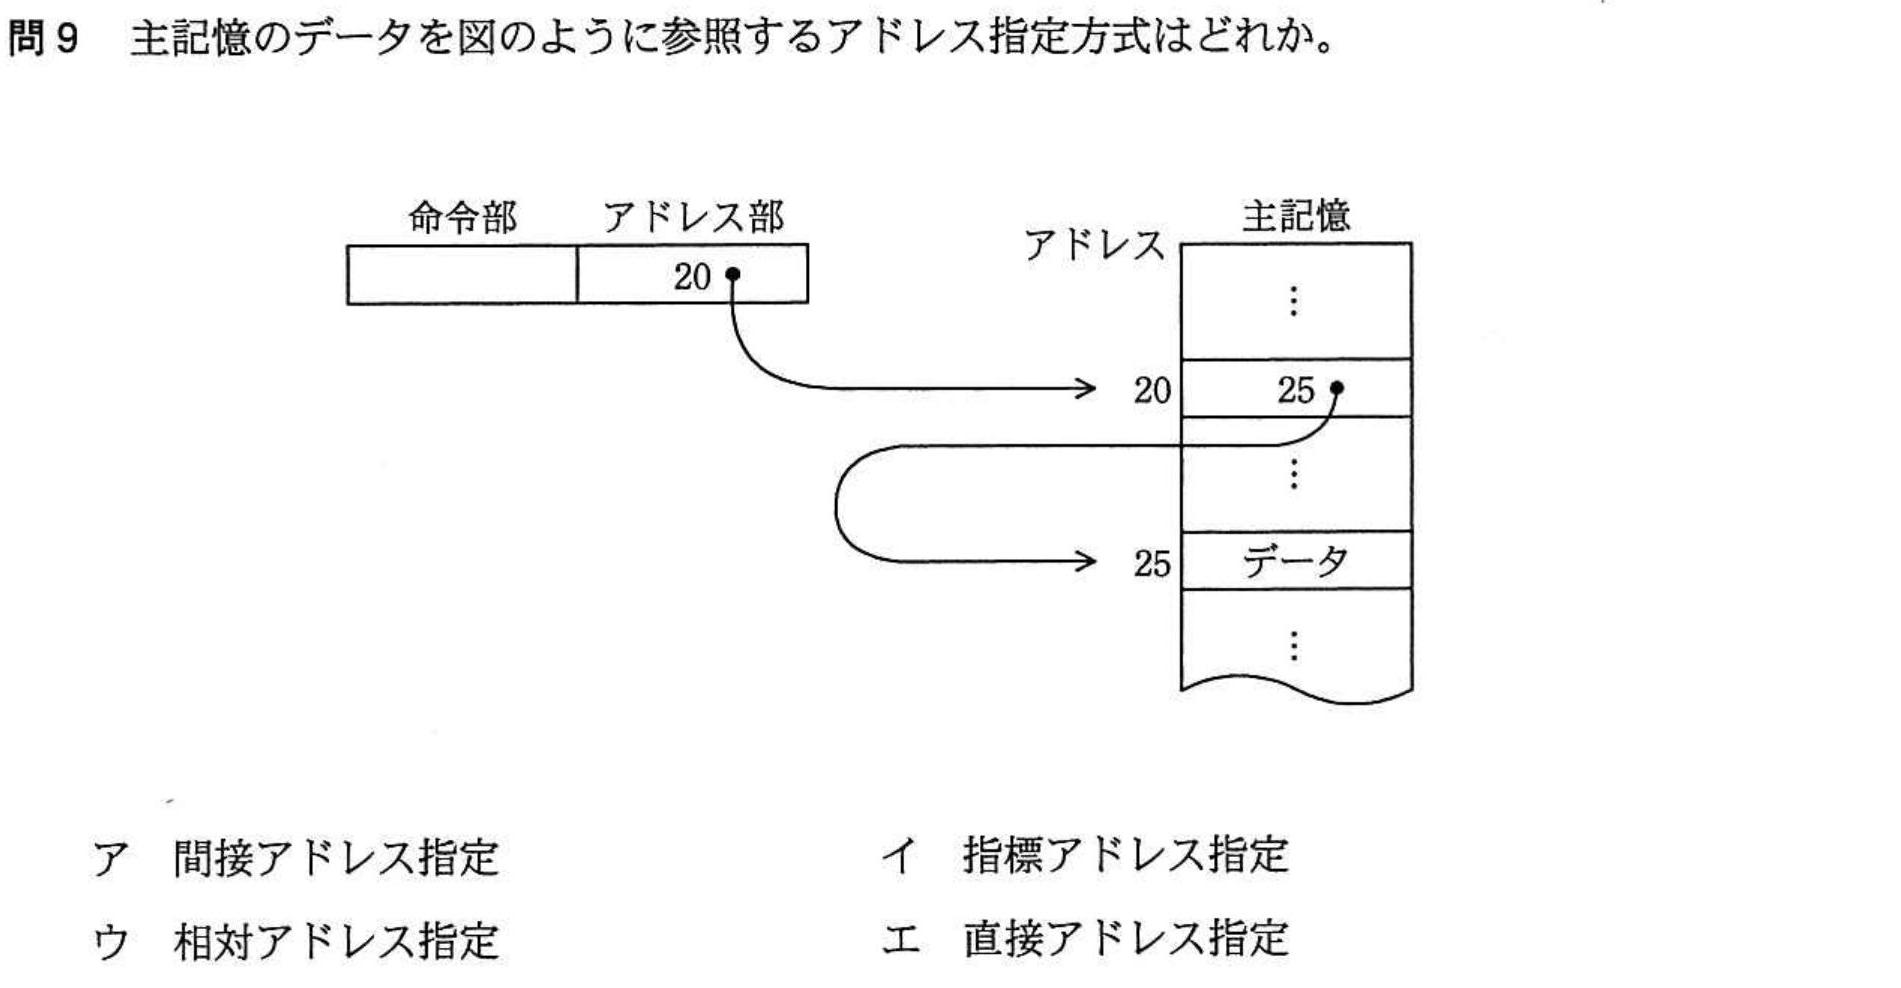 問9 主記憶のデータを図のように参照するアドレス指定方式はどれか。
命令部 アドレス部
20
アドレス 主記憶
⋮
20 25
⋮
25 データ
⋮
ア 間接アドレス指定 イ 指標アドレス指定
ウ 相対アドレス指定 エ 直接アドレス指定